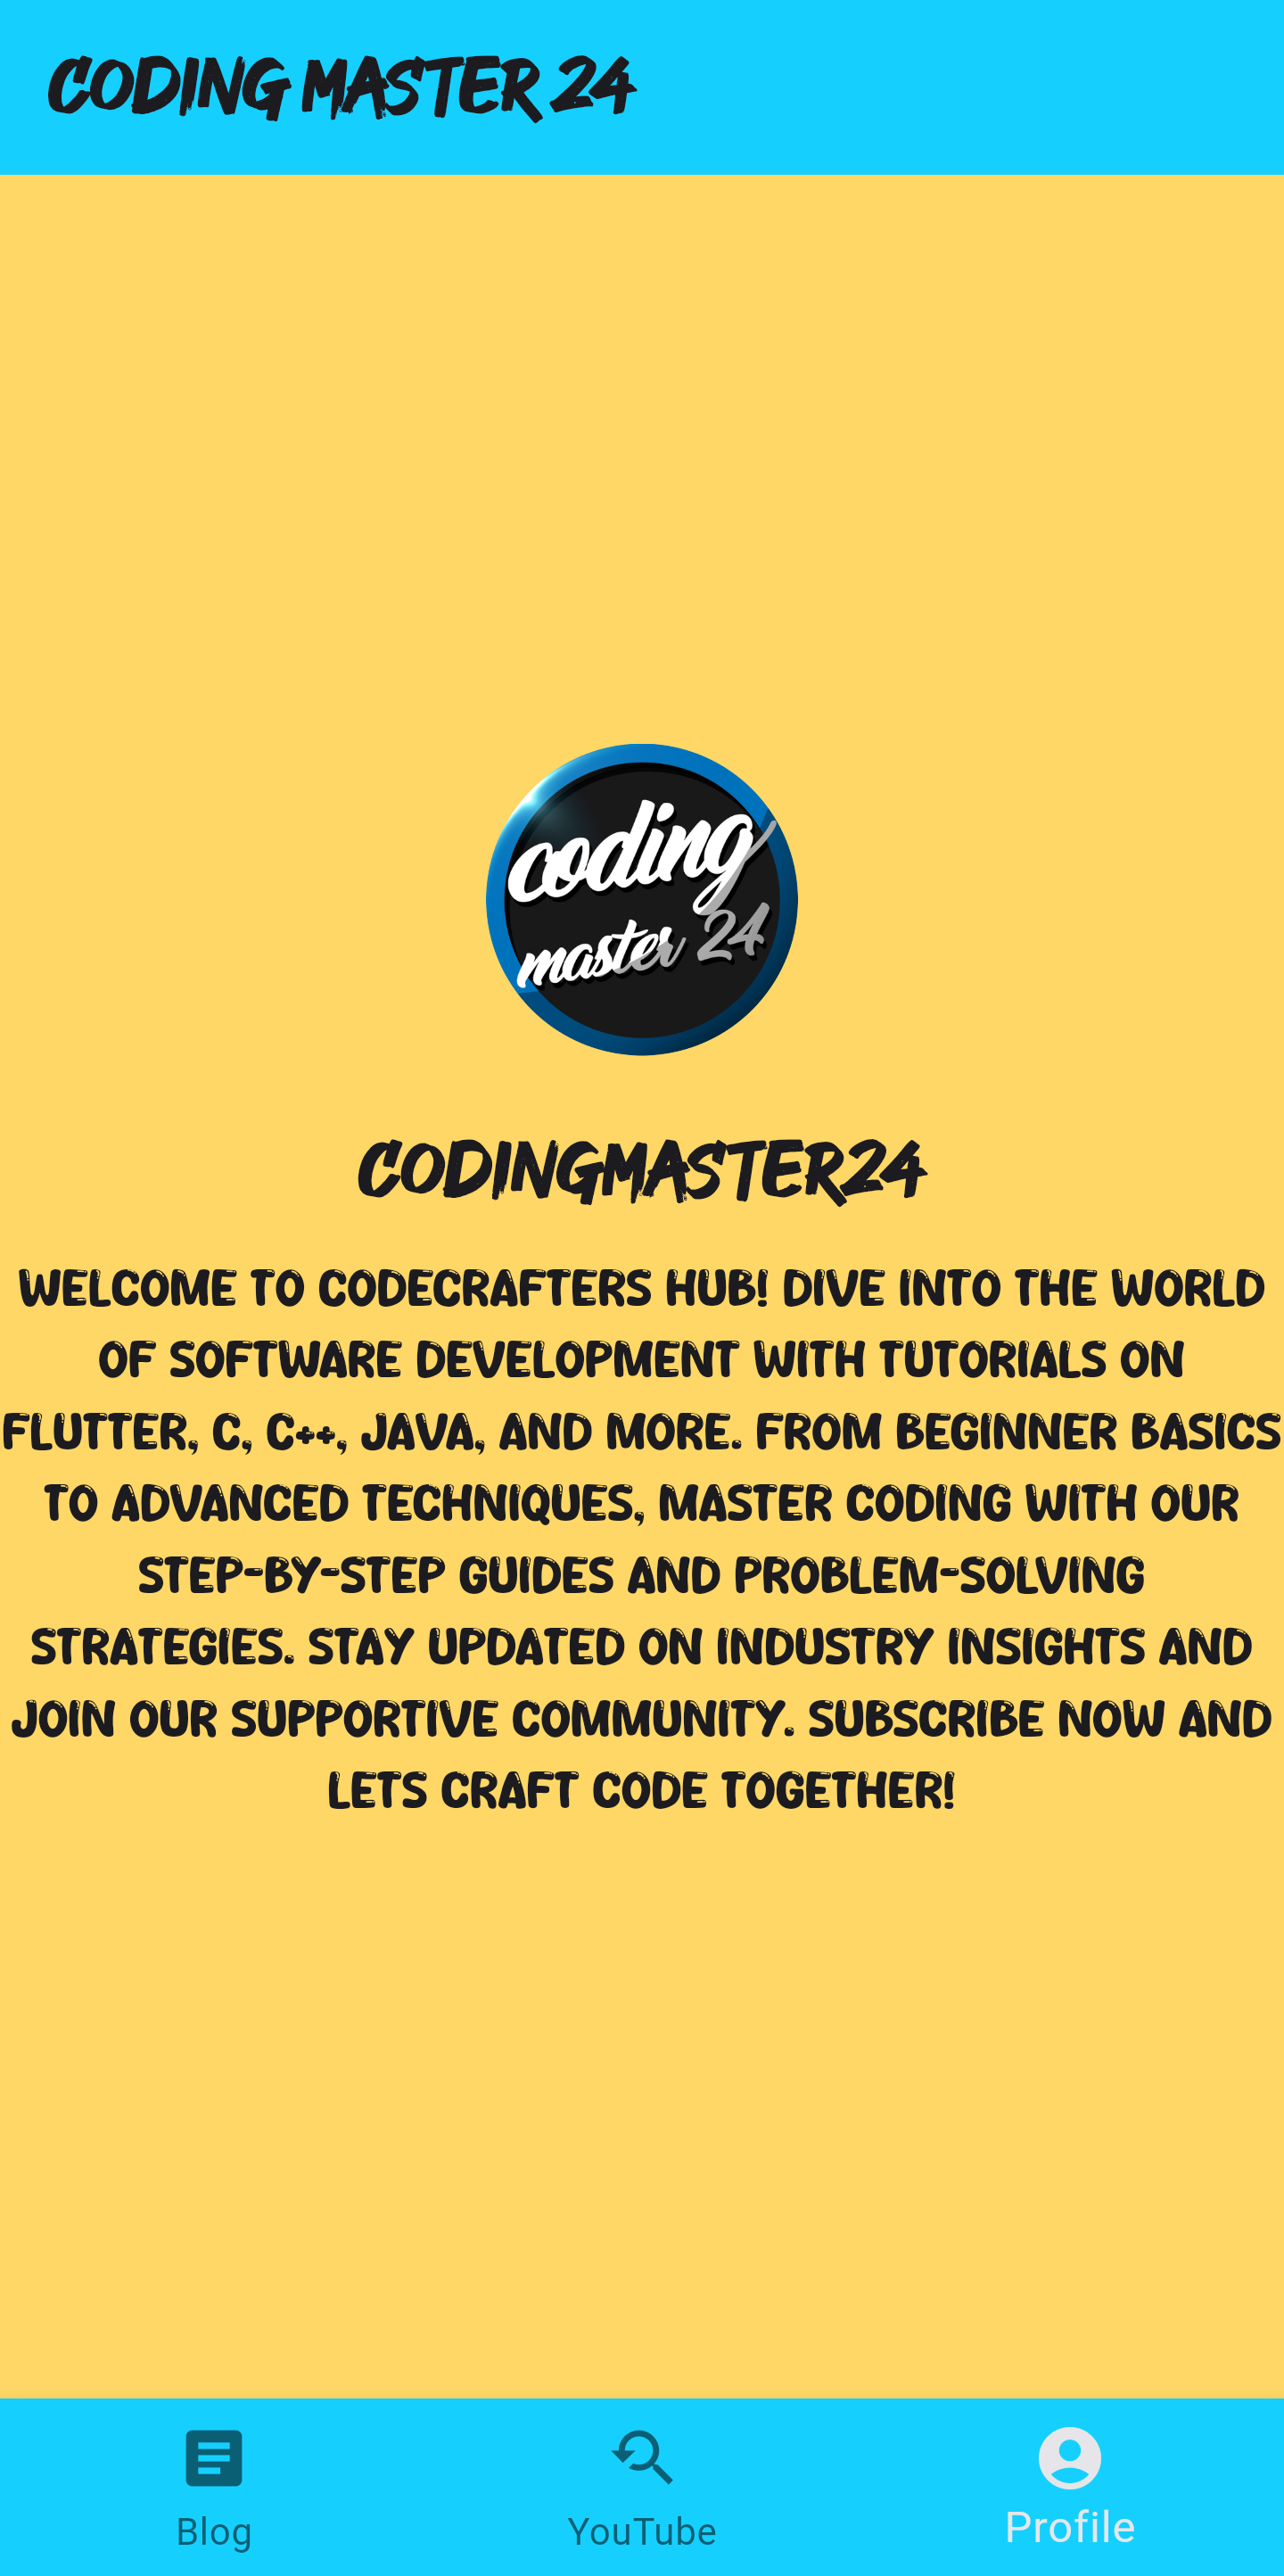 CODING MASTER 24
coding
master 24
CODINGMASTER24
WELCOME TO CODECRAFTERS HUB! DIVE INTO THE WORLD
OF SOFTWARE DEVELOPMENT WITH TUTORIALS ON
FLUTTER, C, C++, JAVA, AND MORE. FROM BEGINNER BASICS
TO ADVANCED TECHNIQUES, MASTER CODING WITH OUR
STEP-BY-STEP GUIDES AND PROBLEM-SOLVING
STRATEGIES. STAY UPDATED ON INDUSTRY INSIGHTS AND
JOIN OUR SUPPORTIVE COMMUNITY. SUBSCRIBE NOW AND
LETS CRAFT CODE TOGETHER!
Blog
YouTube
Profile